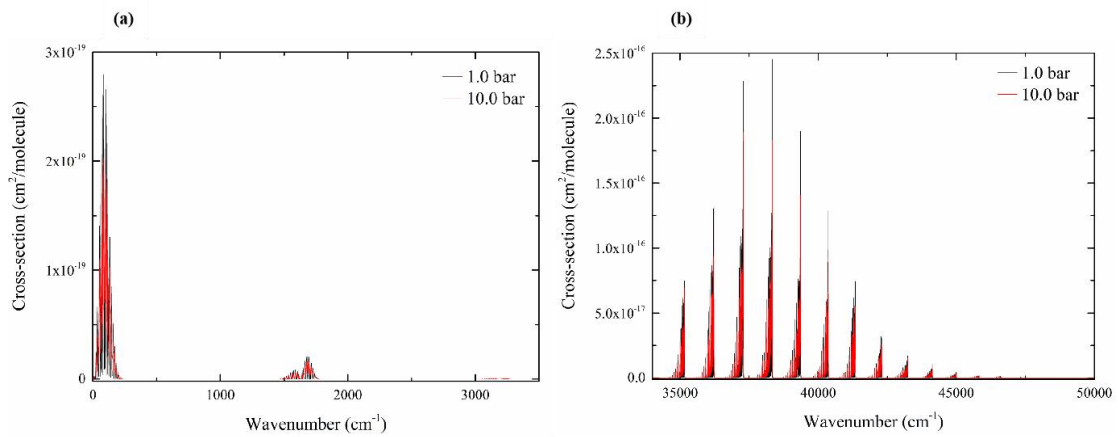 (a)
3x10⁻¹⁹
2x10⁻¹⁹
1x10⁻¹⁹
0
0
1000
2000
3000
Cross-section (cm²/molecule)
Wavenumber (cm⁻¹)
1.0 bar
10.0 bar
(b)
2.5x10⁻¹⁶
2.0x10⁻¹⁶
1.5x10⁻¹⁶
1.0x10⁻¹⁶
5.0x10⁻¹⁷
0.0
35000
40000
45000
50000
Cross-section (cm²/molecule)
Wavenumber (cm⁻¹)
1.0 bar
10.0 bar